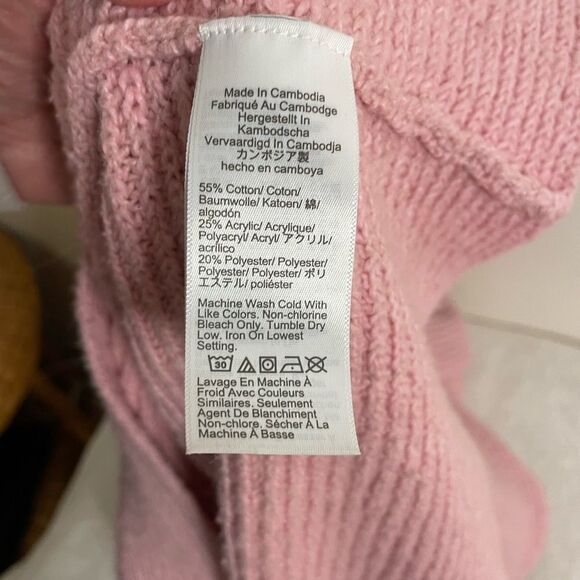 Made In Cambodia
Fabriqué Au Cambodge
Hergestellt In
Kambodscha
Vervaardigd In Cambodja
カンボジア製
hecho en camboya
55% Cotton/ Coton/
Baumwolle/ Katoen/ 綿/
algodón
25% Acrylic/ Acrylique/
Polyacryl/ Acryl/ アクリル/
acrílico
20% Polyester/ Polyester/
Polyester/ Polyester/ ポリ
エステル/ poliéster
Machine Wash Cold With
Like Colors. Non-chlorine
Bleach Only. Tumble Dry
Low. Iron On Lowest
Setting.
30
Lavage En Machine À
Froid Avec Couleurs
Similaires. Seulement
Agent De Blanchiment
Non-chlore. Sécher À La
Machine À Basse